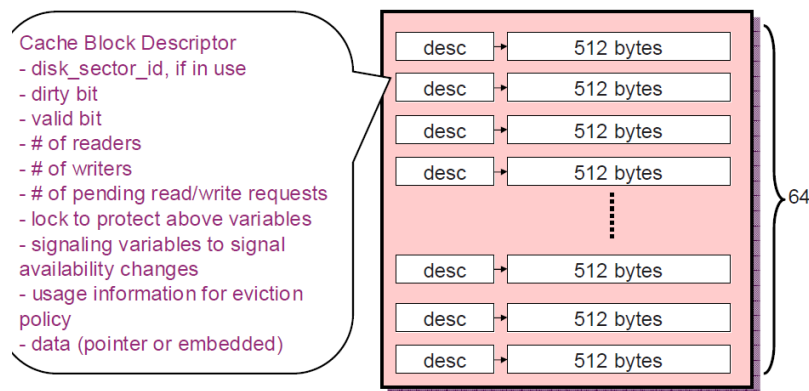 Cache Block Descriptor
- disk_sector_id, if in use
- dirty bit
- valid bit
- # of readers
- # of writers
- # of pending read/write requests
- lock to protect above variables
- signaling variables to signal
availability changes
- usage information for eviction
policy
- data (pointer or embedded)
desc 512 bytes
desc 512 bytes
desc 512 bytes
desc 512 bytes
desc 512 bytes
desc 512 bytes
desc 512 bytes
64